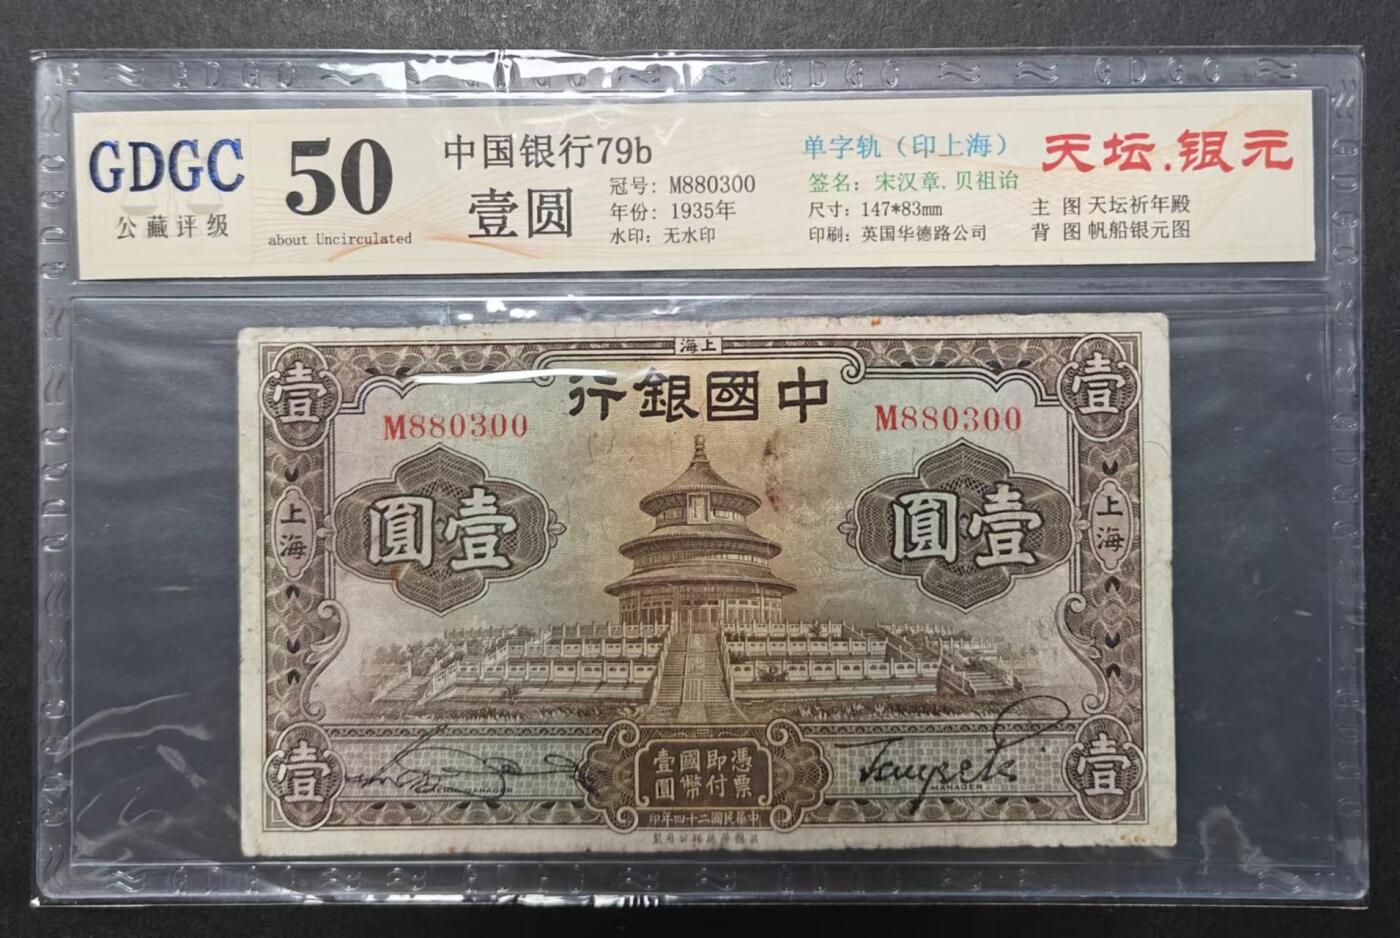 GDGC
公藏评级
50
about Uncirculated
中国银行79b
壹圆
冠号: M880300
年份: 1935年
水印: 无水印
单字轨（印上海）
签名: 宋汉章.贝祖诒
尺寸: 147*83mm
印刷: 英国华德路公司
天坛.银元
主 图 天坛祈年殿
背 图 帆船银元图
海上
行銀國中
壹
壹
M880300
M880300
圓壹
圓壹
上海
上海
憑票
即付
國幣
壹圓
壹
壹
GENERAL MANAGER
MANAGER
印年四十二國民華中